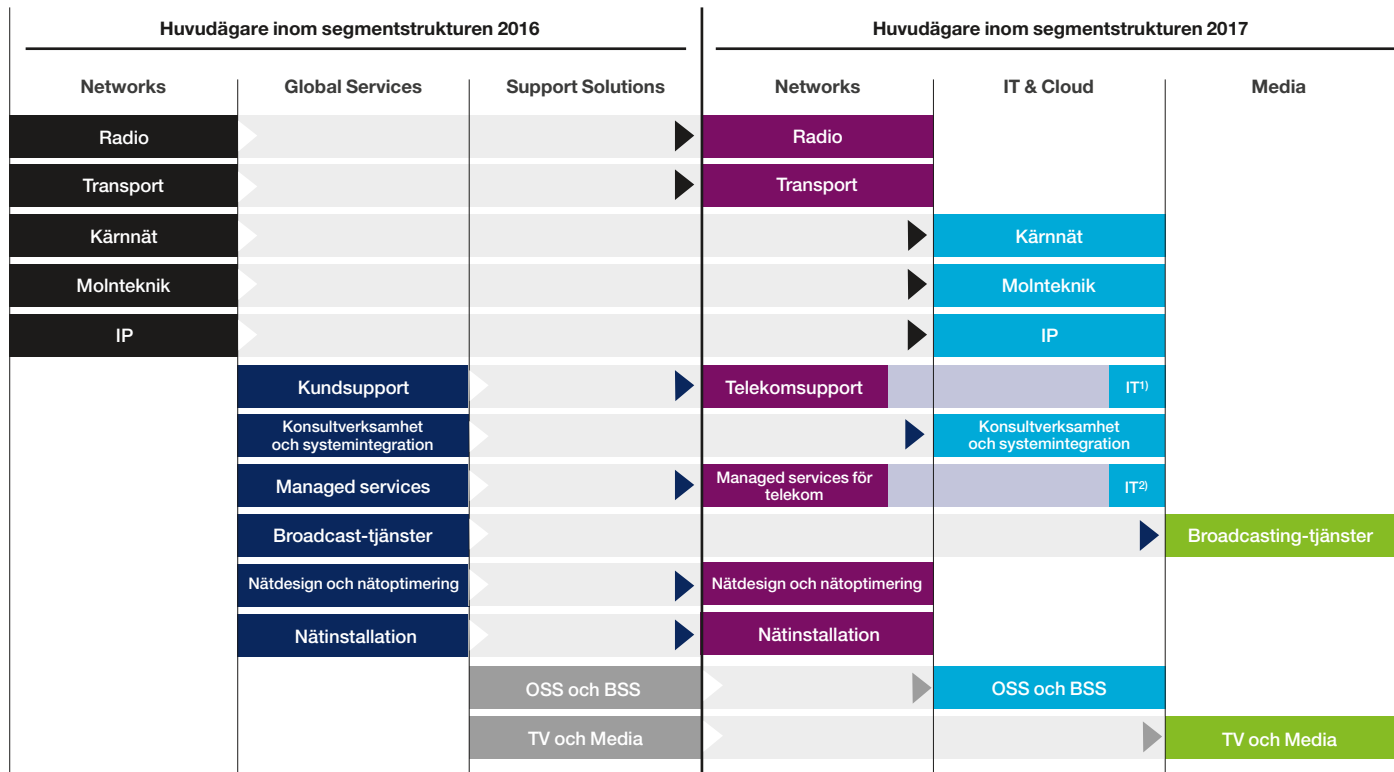 Huvudägare inom segmentstrukturen 2016
Huvudägare inom segmentstrukturen 2017
Networks
Global Services
Support Solutions
Networks
IT & Cloud
Media
Radio
Radio
Transport
Transport
Kärnnät
Kärnnät
Molnteknik
Molnteknik
IP
IP
Kundsupport
Telekomsupport
IT1)
Konsultverksamhet
och systemintegration
Konsultverksamhet
och systemintegration
Managed services
Managed services för
telekom
IT2)
Broadcast-tjänster
Broadcasting-tjänster
Nätdesign och nätoptimering
Nätdesign och nätoptimering
Nätinstallation
Nätinstallation
OSS och BSS
OSS och BSS
TV och Media
TV och Media